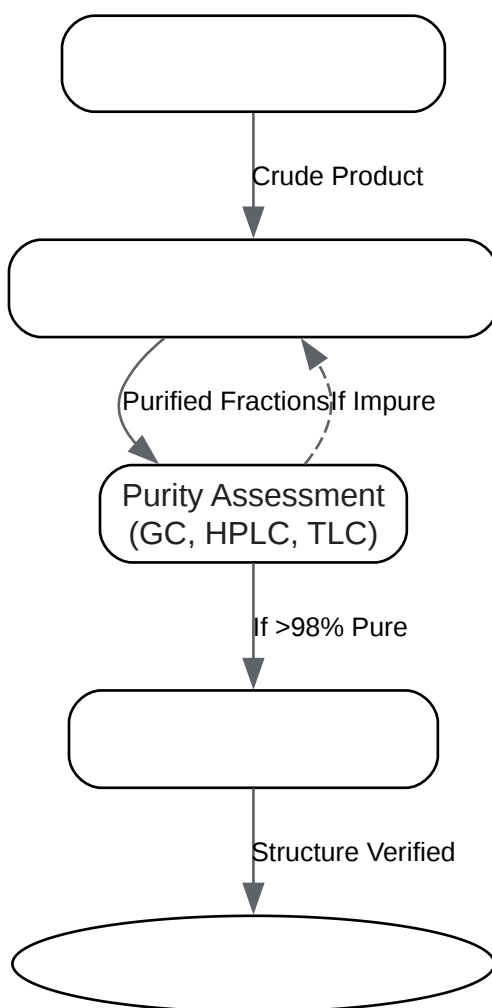 Crude Product
Purified Fractions
If Impure
Purity Assessment
(GC, HPLC, TLC)
If >98% Pure
Structure Verified